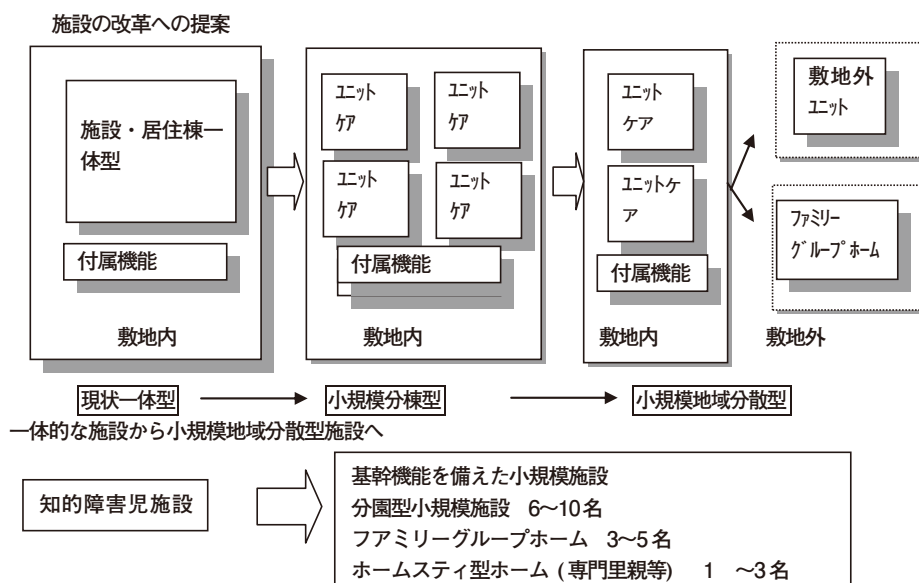 施設の改革への提案
施設・居住棟一
体型
付属機能
敷地内
ﾕﾆｯﾄ
ｹｱ
ﾕﾆｯﾄ
ｹｱ
ﾕﾆｯﾄ
ｹｱ
ﾕﾆｯﾄ
ｹｱ
付属機能
敷地内
ﾕﾆｯﾄ
ケア
ﾕﾆｯﾄケ
ア
付属機能
敷地内
敷地外
ﾕﾆｯﾄ
ﾌｧﾐﾘｰ
ｸﾞﾙｰﾌﾟﾎｰﾑ
敷地外
現状一体型
小規模分棟型
小規模地域分散型
一体的な施設から小規模地域分散型施設へ
知的障害児施設
基幹機能を備えた小規模施設
分園型小規模施設　6～10名
フアミリーグループホーム　3～5名
ホームスティ型ホーム (専門里親等)　1　～3名